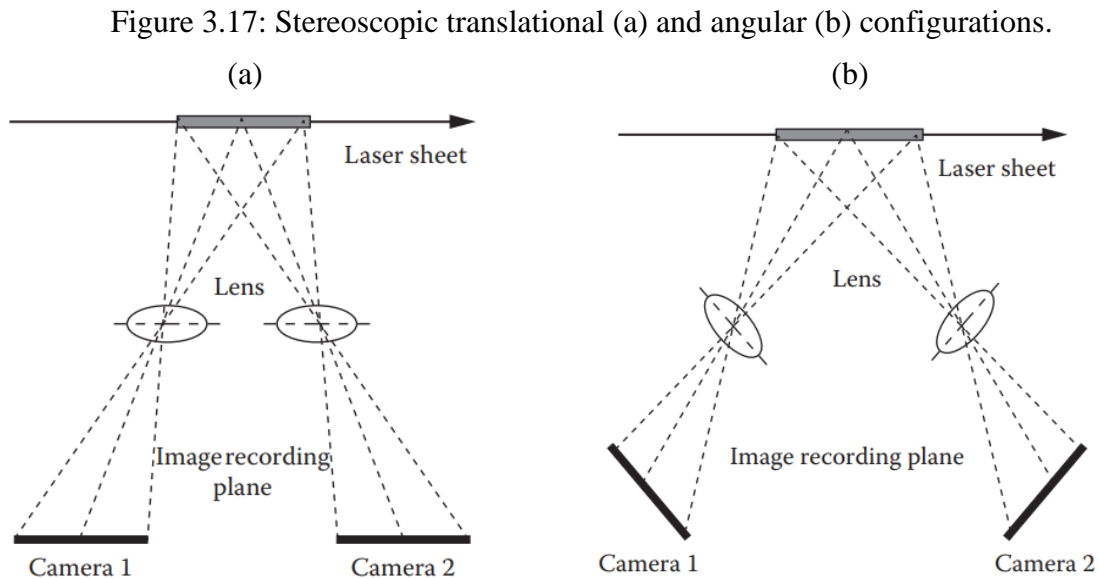 Figure 3.17: Stereoscopic translational (a) and angular (b) configurations.
(a)
(b)
Laser sheet
Lens
Image recording
plane
Camera 1
Camera 2
Laser sheet
Lens
Image recording plane
Camera 1
Camera 2